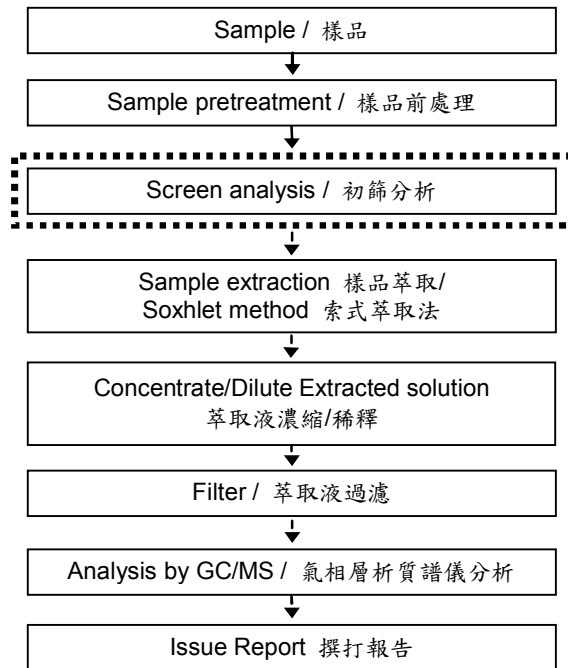 Sample / 樣品
Sample pretreatment / 樣品前處理
Screen analysis / 初篩分析
Sample extraction 樣品萃取/
Soxhlet method 索式萃取法
Concentrate/Dilute Extracted solution
萃取液濃縮/稀釋
Filter / 萃取液過濾
Analysis by GC/MS / 氣相層析質譜儀分析
Issue Report 撰打報告